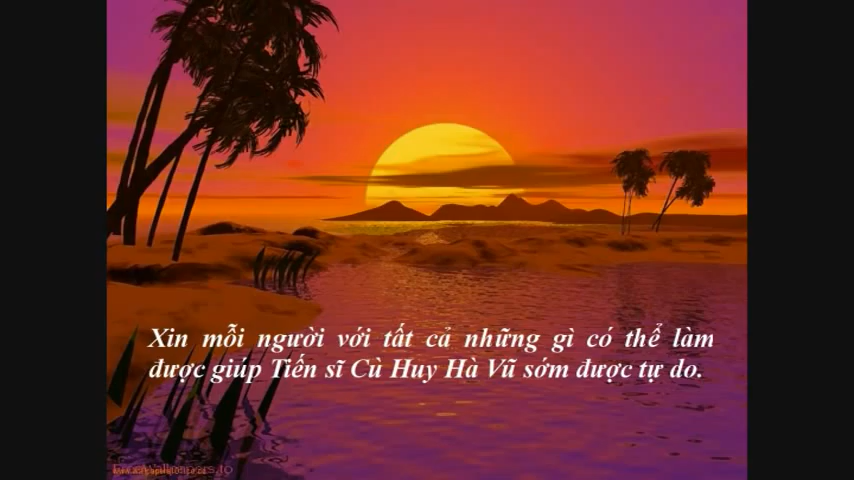 Xin mỗi người với tất cả những gì có thể làm
được giúp Tiến sĩ Cù Huy Hà Vũ sớm được tự do.